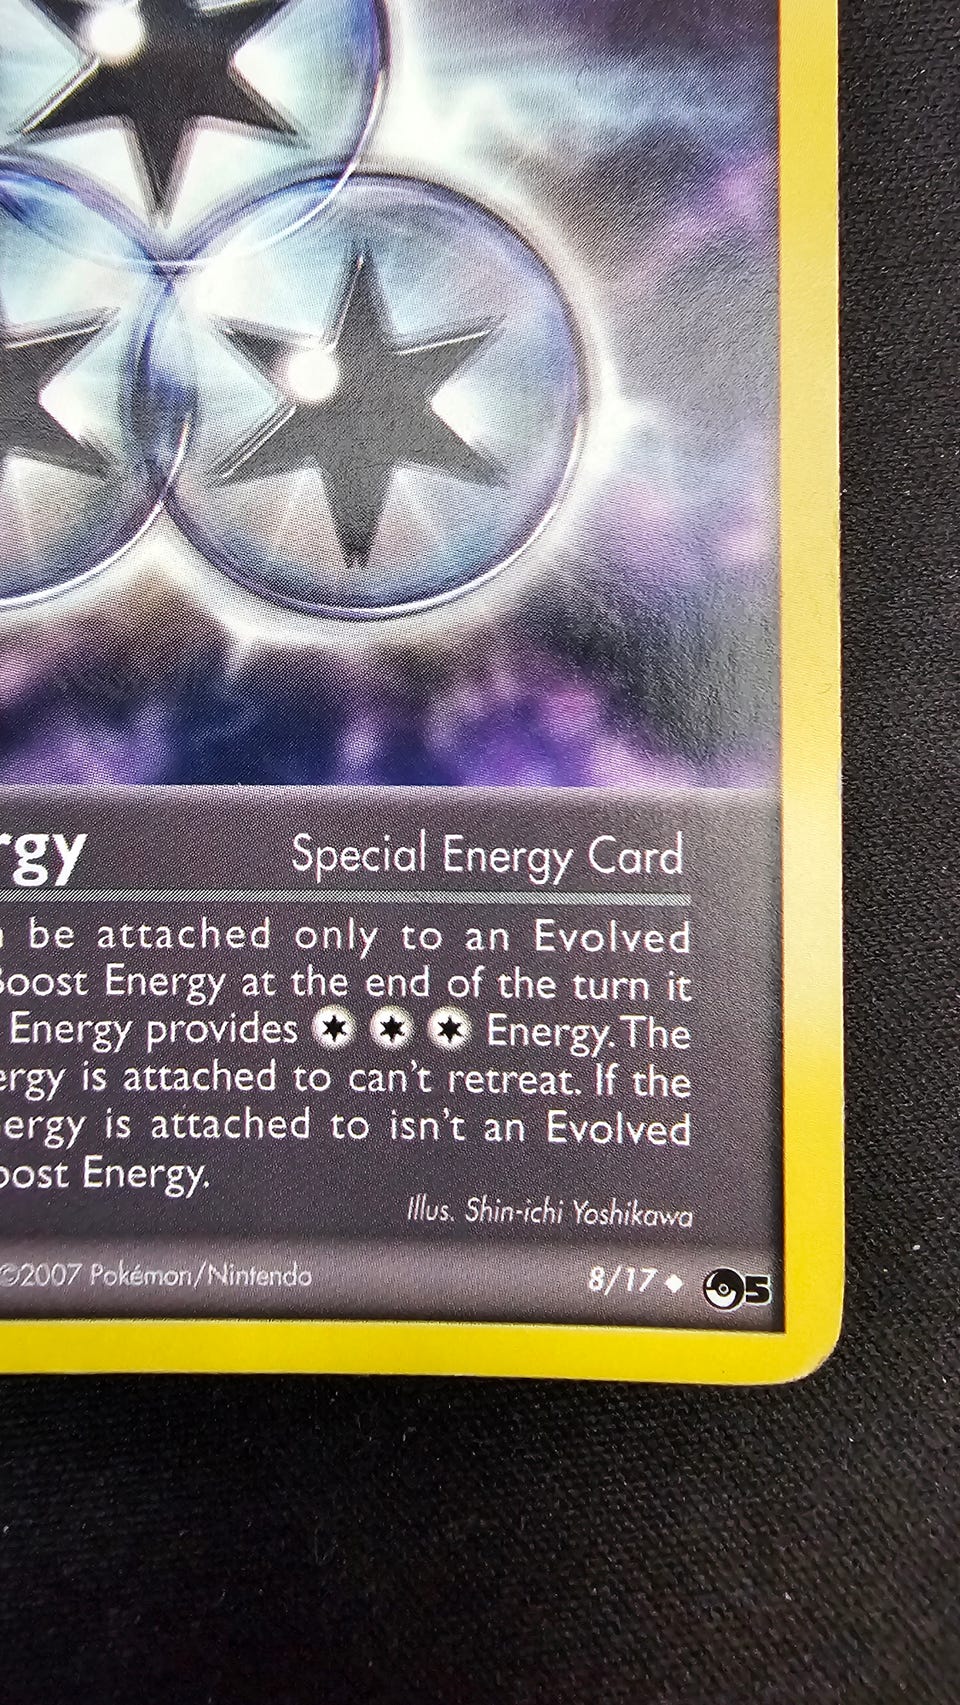 rgy Special Energy Card
be attached only to an Evolved
Boost Energy at the end of the turn it
Energy provides Energy. The
ergy is attached to can't retreat. If the
ergy is attached to isn't an Evolved
oost Energy.
Illus. Shin-ichi Yoshikawa
©2007 Pokémon/Nintendo 8/17 5